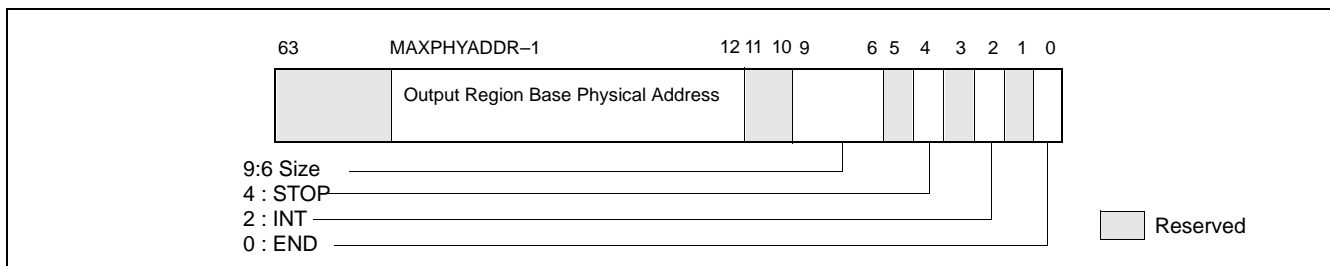 63 MAXPHYADDR–1 12 11 10 9 6 5 4 3 2 1 0
Output Region Base Physical Address
9:6 Size
4 : STOP
2 : INT
0 : END
Reserved